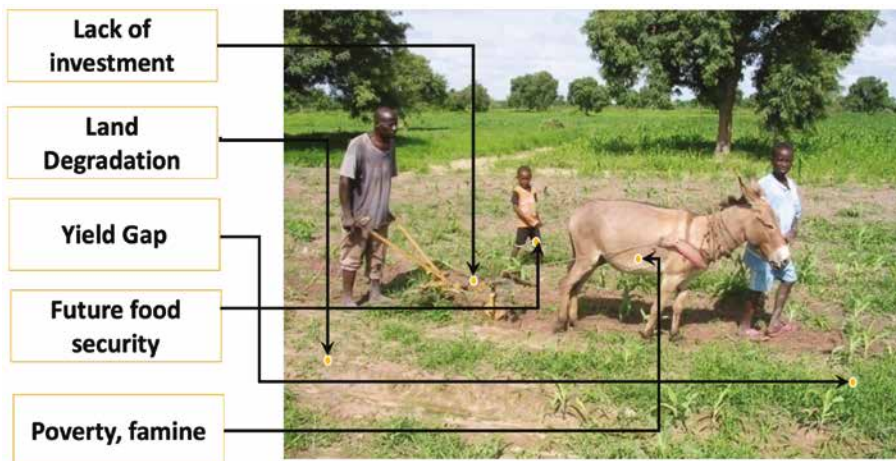 Lack of
investment
Land
Degradation
Yield Gap
Future food
security
Poverty, famine